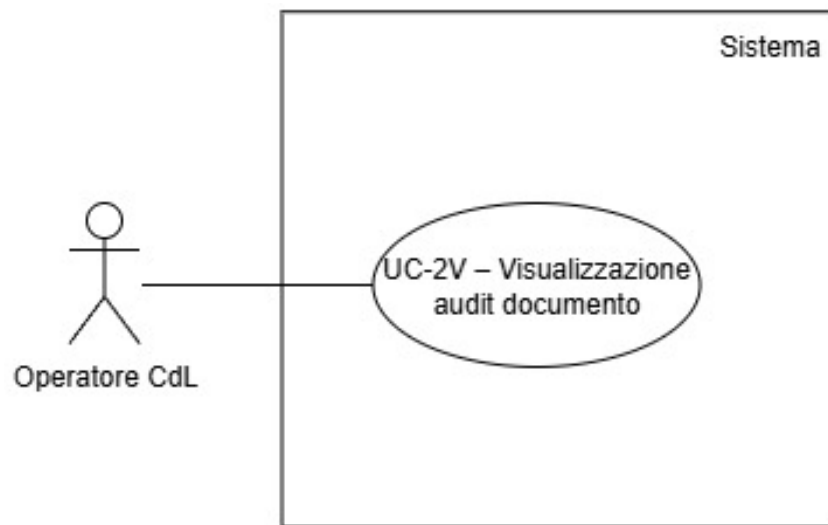 Sistema
UC-2V – Visualizzazione
audit documento
Operatore CdL